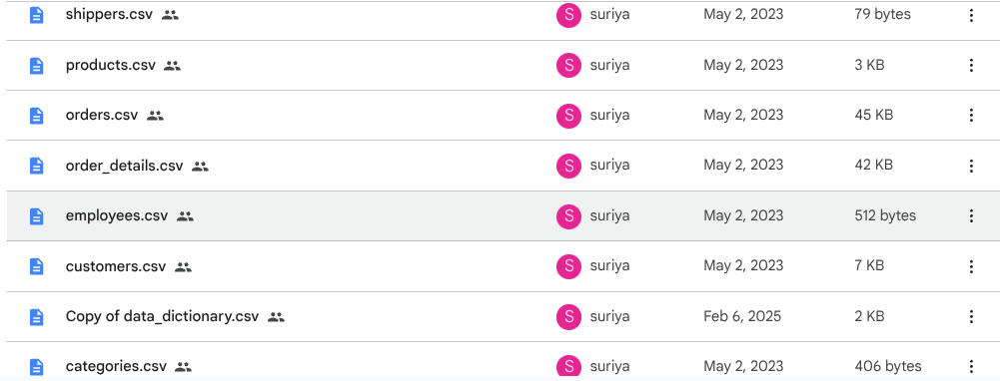 shippers.csv S suriya May 2, 2023 79 bytes
products.csv S suriya May 2, 2023 3 KB
orders.csv S suriya May 2, 2023 45 KB
order_details.csv S suriya May 2, 2023 42 KB
employees.csv S suriya May 2, 2023 512 bytes
customers.csv S suriya May 2, 2023 7 KB
Copy of data_dictionary.csv S suriya Feb 6, 2025 2 KB
categories.csv S suriya May 2, 2023 406 bytes